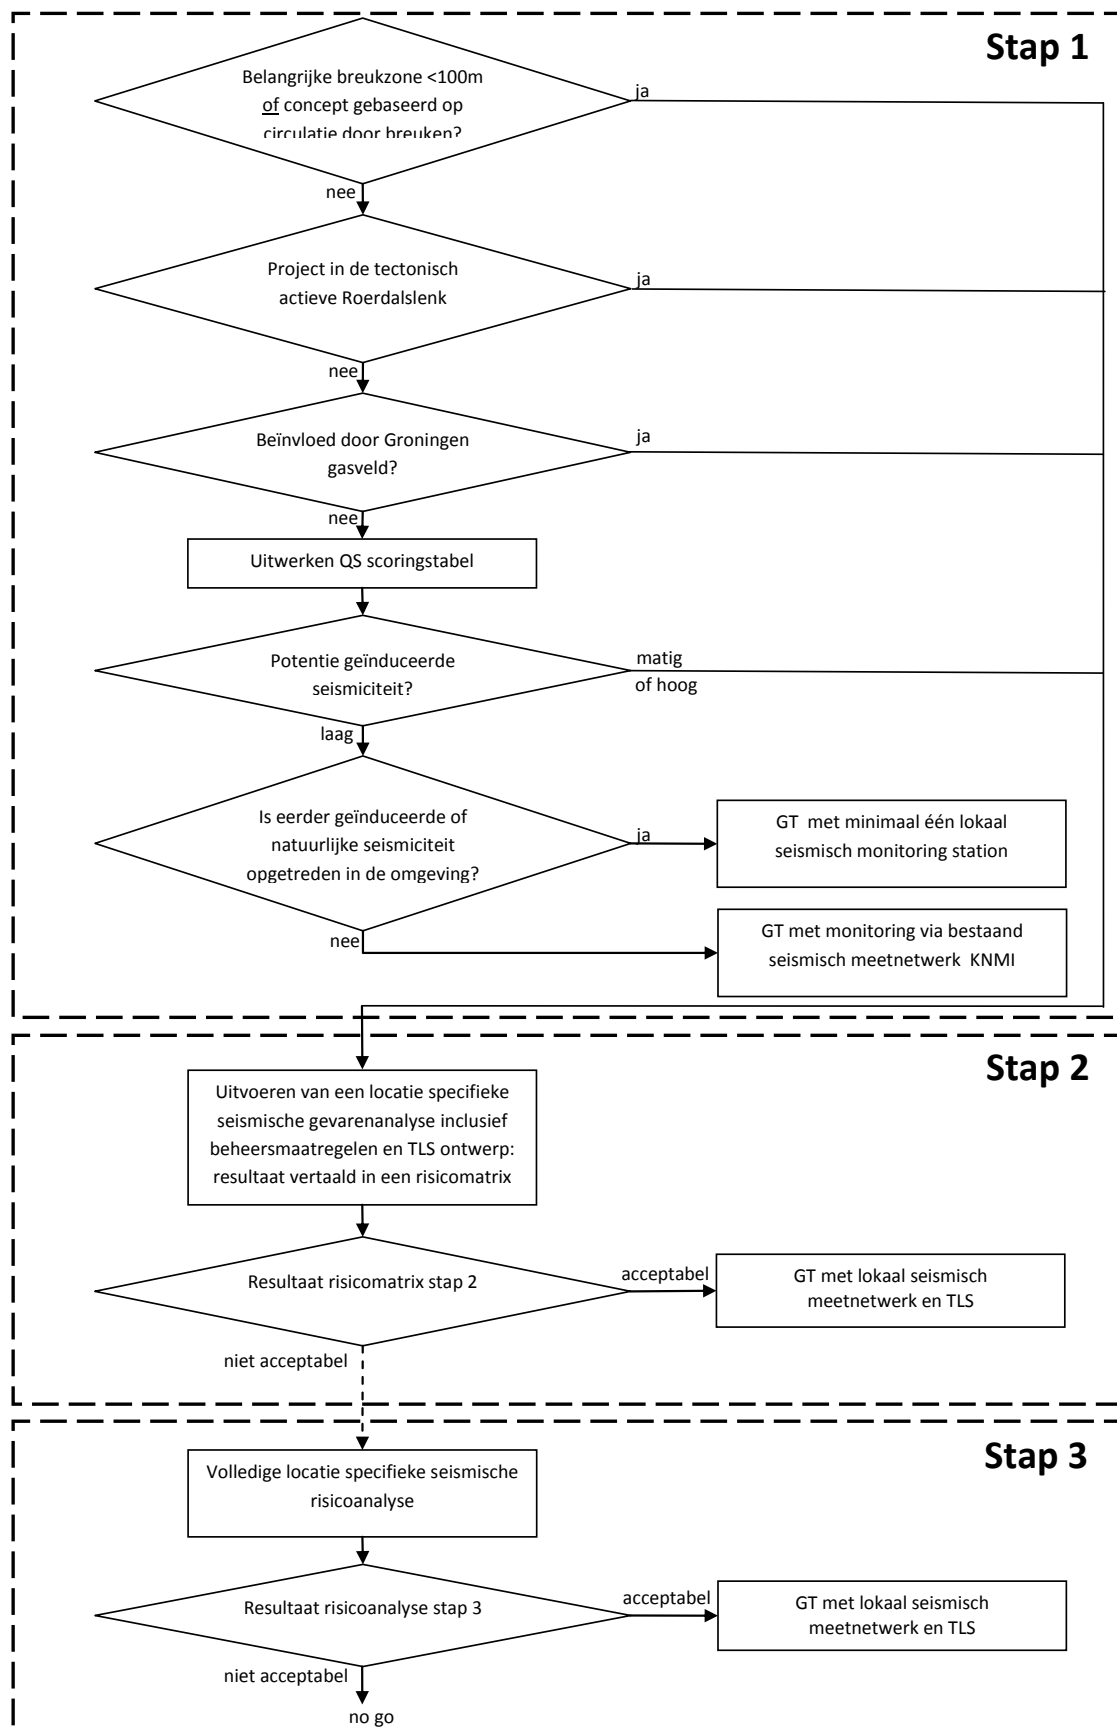 Stap 1
Belangrijke breukzone <100m
of concept gebaseerd op
circulatie door breuken?
ja
nee
Project in de tectonisch
actieve Roerdalslenk
ja
nee
Beïnvloed door Groningen
gasveld?
ja
nee
Uitwerken QS scoringstabel
Potentie geïnduceerde
seismiciteit?
matig
of hoog
laag
Is eerder geïnduceerde of
natuurlijke seismiciteit
opgetreden in de omgeving?
ja
GT met minimaal één lokaal
seismisch monitoring station
nee
GT met monitoring via bestaand
seismisch meetnetwerk KNMI
Stap 2
Uitvoeren van een locatie specifieke
seismische gevarenanalyse inclusief
beheersmaatregelen en TLS ontwerp:
resultaat vertaald in een risicomatrix
Resultaat risicomatrix stap 2
acceptabel
GT met lokaal seismisch
meetnetwerk en TLS
niet acceptabel
Stap 3
Volledige locatie specifieke seismische
risicoanalyse
Resultaat risicoanalyse stap 3
acceptabel
GT met lokaal seismisch
meetnetwerk en TLS
niet acceptabel
no go